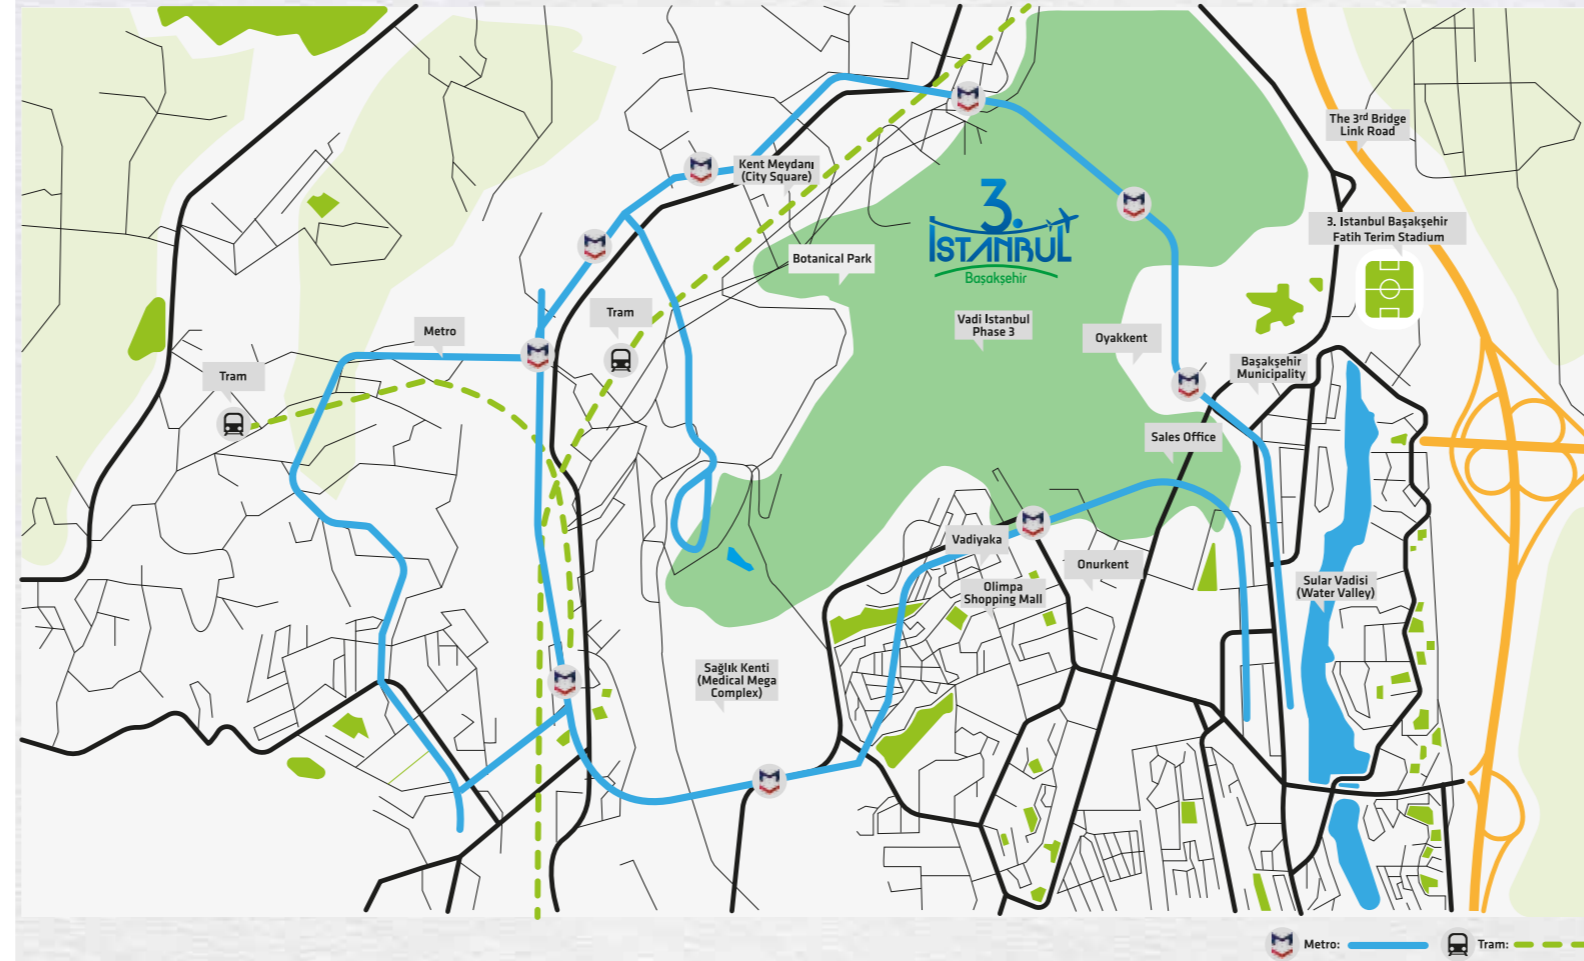 The 3rd Bridge
Link Road
Kent Meydanı
(City Square)
3.
İSTANBUL
Başakşehir
3. Istanbul Başakşehir
Fatih Terim Stadium
Botanical Park
Tram
Metro
Vadi Istanbul
Phase 3
Oyakkent
Tram
Başakşehir
Municipality
Sales Office
Vadiyaka
Onurkent
Olimpa
Shopping Mall
Sular Vadisi
(Water Valley)
Sağlık Kenti
(Medical Mega
Complex)
Metro:
Tram: